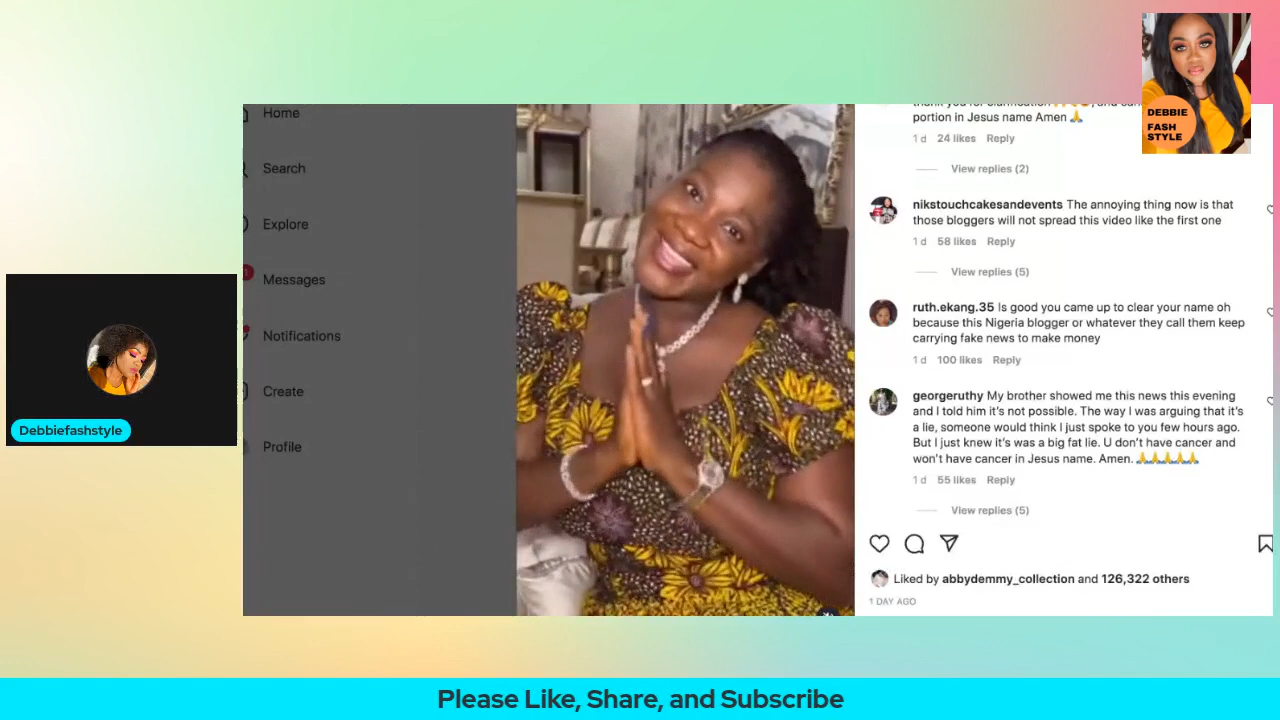 DEBBIE
FASH
STYLE
Home
Search
Explore
1
Messages
Notifications
Create
Profile
Debbiefashstyle
portion in Jesus name Amen 🙏
1 d 24 likes Reply
View replies (2)
nikstouchcakesandevents The annoying thing now is that
those bloggers will not spread this video like the first one
1 d 58 likes Reply
View replies (5)
ruth.ekang.35 Is good you came up to clear your name oh
because this Nigeria blogger or whatever they call them keep
carrying fake news to make money
1 d 100 likes Reply
georgeruthy My brother showed me this news this evening
and I told him it's not possible. The way I was arguing that it's
a lie, someone would think I just spoke to you few hours ago.
But I just knew it's was a big fat lie. U don't have cancer and
won't have cancer in Jesus name. Amen. 🙏🙏🙏🙏🙏🙏
1 d 55 likes Reply
View replies (5)
Liked by abbydemmy_collection and 126,322 others
1 DAY AGO
Please Like, Share, and Subscribe